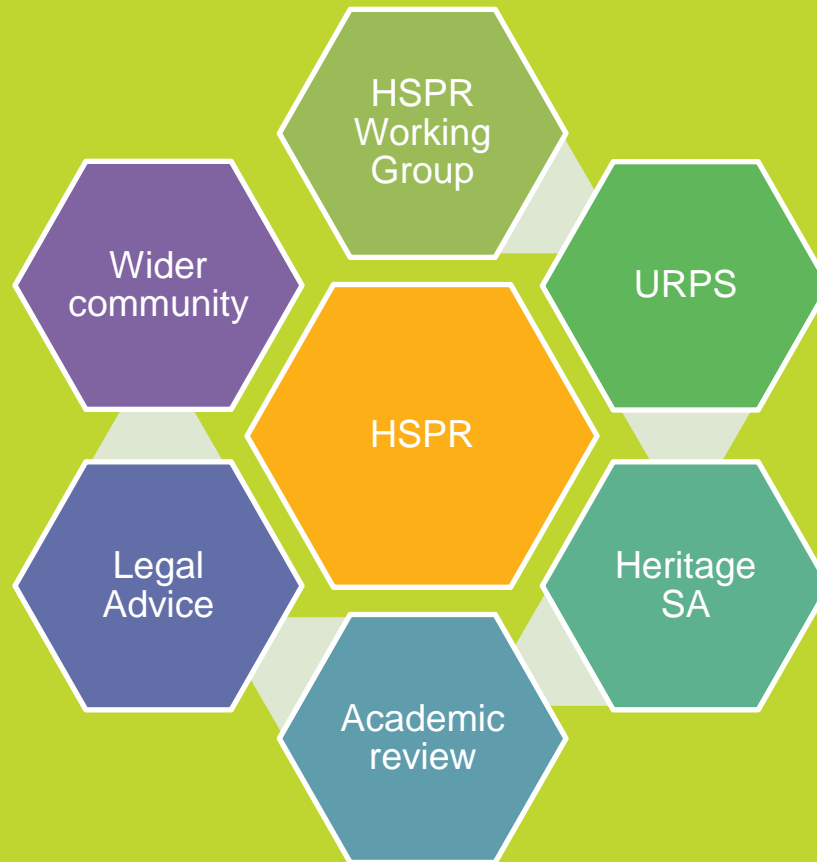 HSPR
Working
Group
Wider
community
URPS
HSPR
Legal
Advice
Heritage
SA
Academic
review